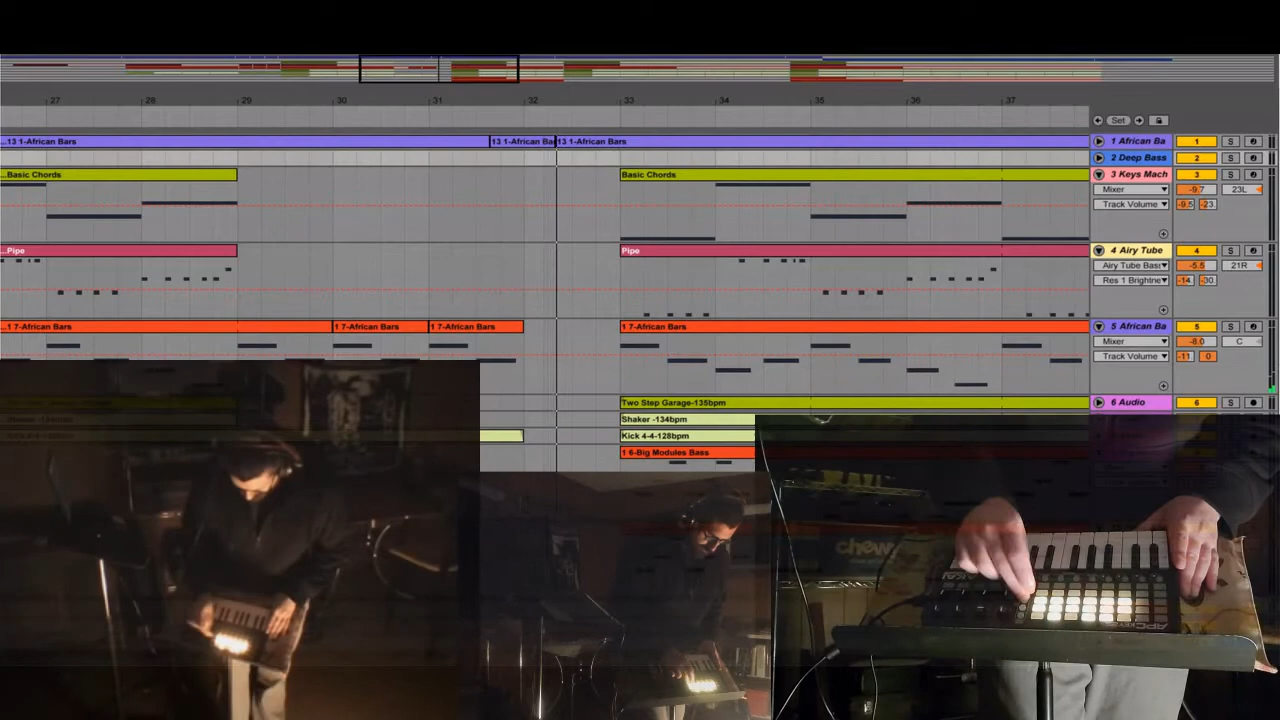 27 28 29 30 31 32 33 34 35 36 37
Set
...13 1-African Bars 13 1-African Ba 13 1-African Bars 1 African Ba 1 S
2 Deep Bass 2 S
...Basic Chords Basic Chords 3 Keys Mach 3 S
Mixer -9.7 23L
Track Volume -9.5 -23.
...Pipe Pipe 4 Airy Tube 4 S
Airy Tube Bass -5.5 21R
Res 1 Brightne -14 -30.
...1 7-African Bars 1 7-African Bars 1 7-African Bars 1 7-African Bars 5 African Ba 5 S
Mixer -8.0 C
Track Volume -11 0
Two Step Garage-135bpm 6 Audio 6 S
Shaker -134bpm
Kick 4-4-128bpm
1 6-Big Modules Bass
chewy
AKAI
APC